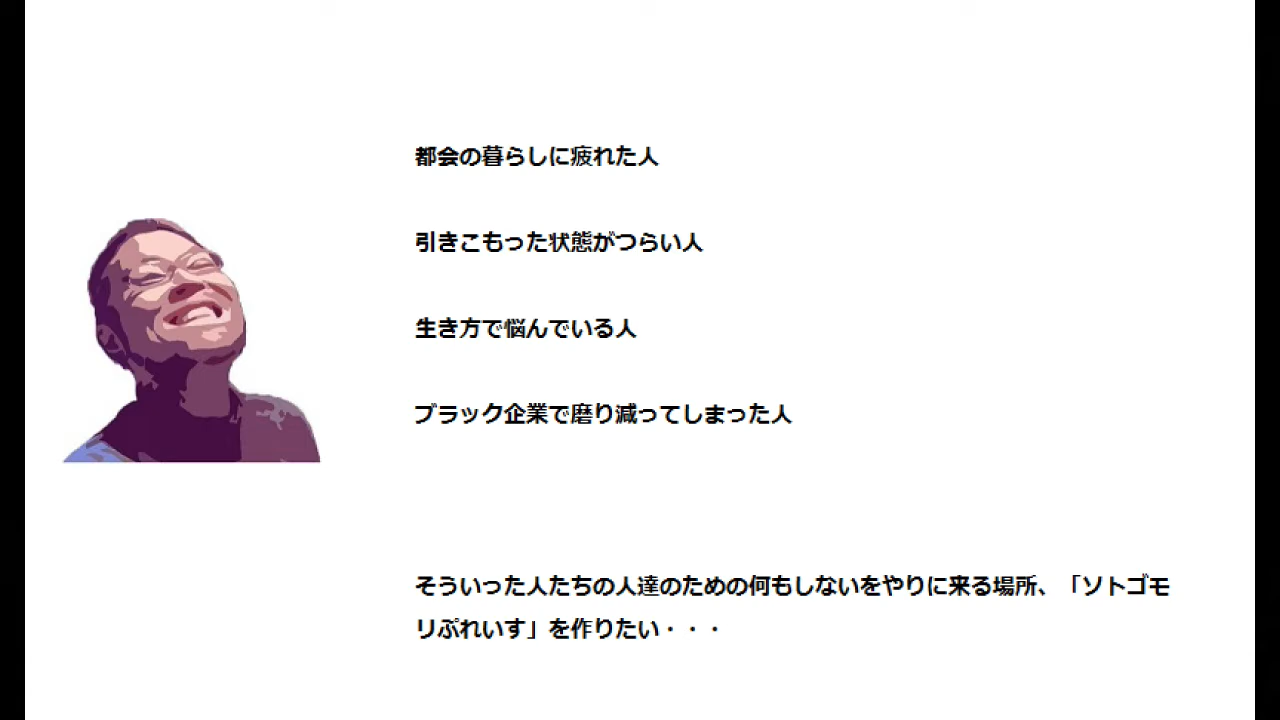 都会の暮らしに疲れた人
引きこもった状態がつらい人
生き方で悩んでいる人
ブラック企業で磨り減ってしまった人
そういった人たちの人達のための何もしないをやりに来る場所、「ソトゴモ
リぷれいす」を作りたい・・・